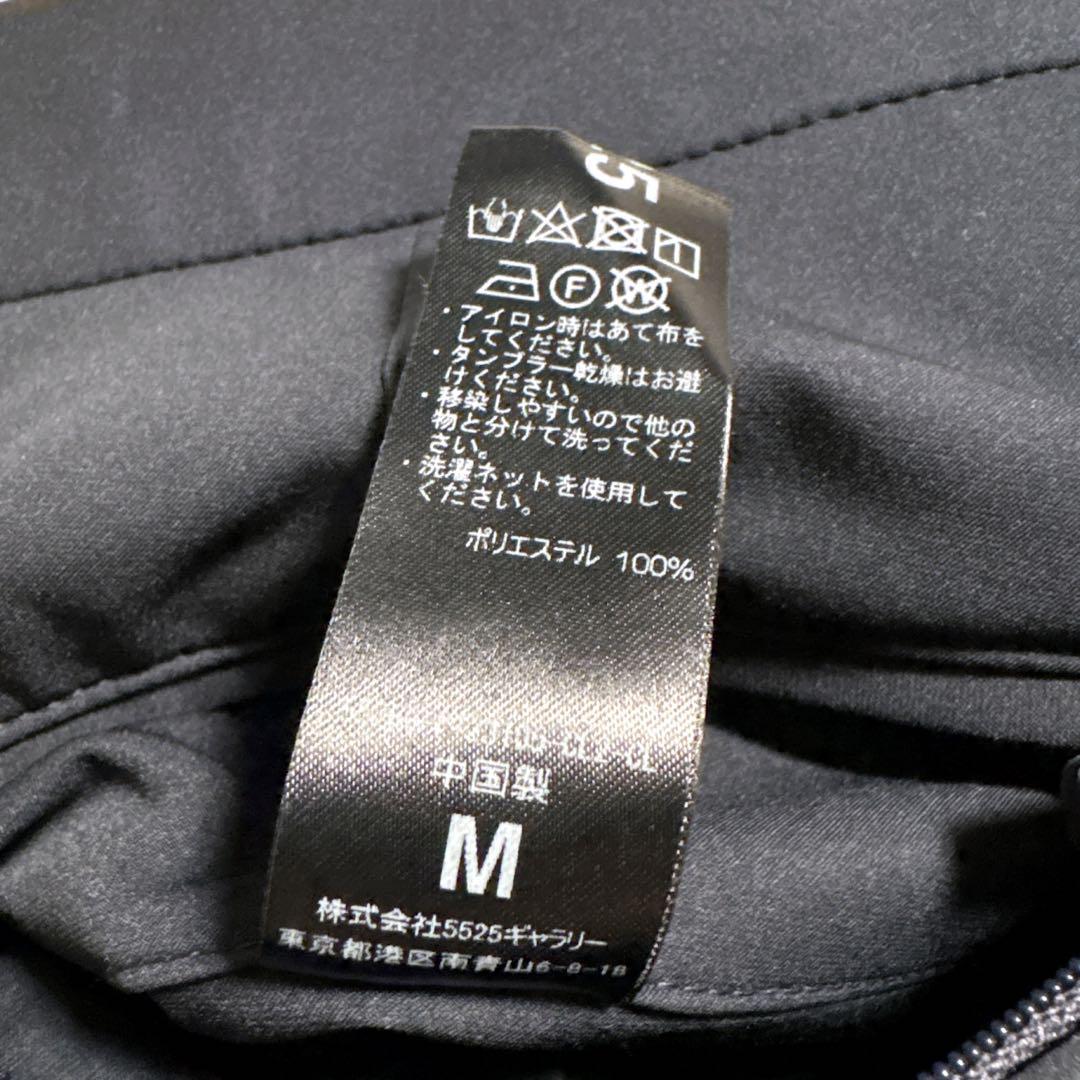 5
F W
・アイロン時はあて布を
してください。
・タンブラー乾燥はお避
けください。
・移染しやすいので他の
物と分けて洗ってくだ
さい。
・洗濯ネットを使用して
ください。
ポリエステル 100%
中国製
M
株式会社5525ギャラリー
東京都港区南青山6-8-18